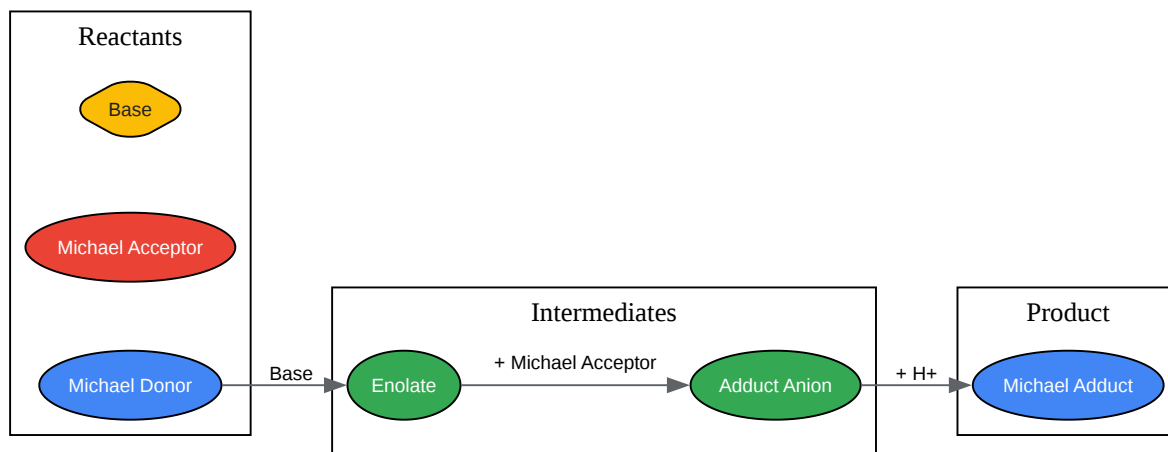 Reactants
Base
Michael Acceptor
Michael Donor
Base
Intermediates
Enolate
+ Michael Acceptor
Adduct Anion
+ H+
Product
Michael Adduct